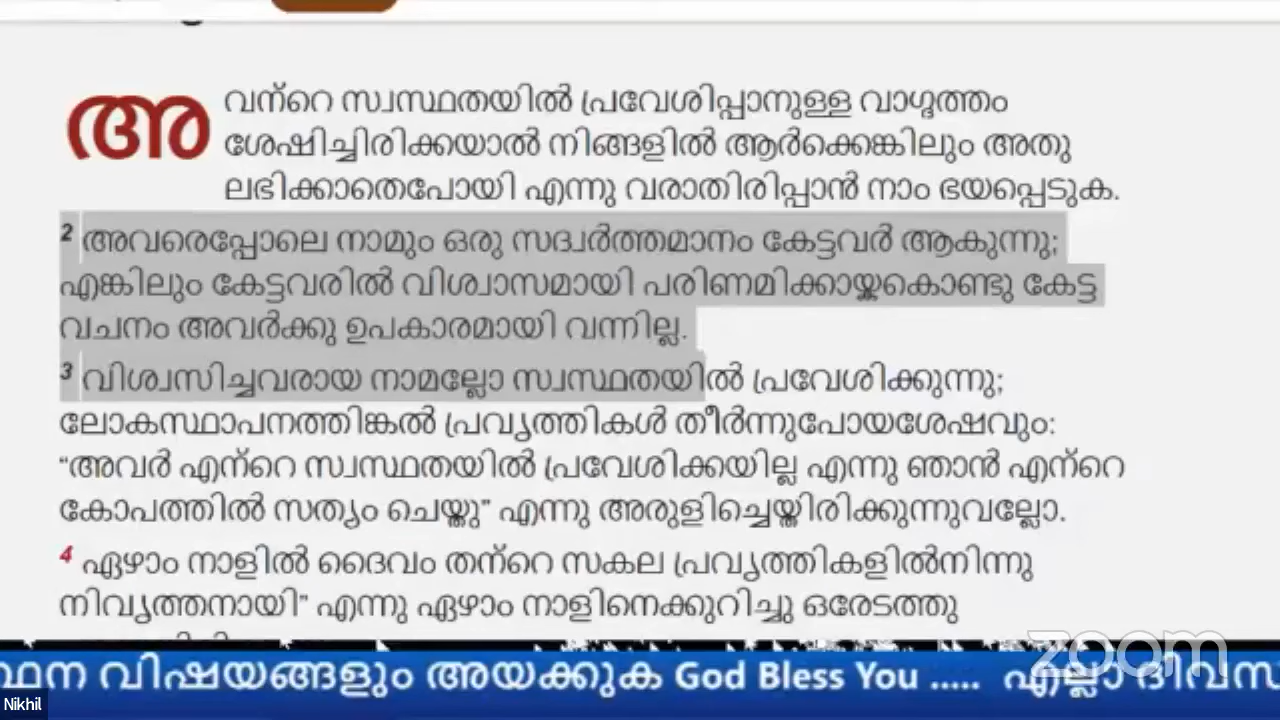 അവന്റെ സ്വസ്ഥതയിൽ പ്രവേശിപ്പാനുള്ള വാഗ്ദത്തം
ശേഷിച്ചിരിക്കയാൽ നിങ്ങളിൽ ആർക്കെങ്കിലും അതു
ലഭിക്കാതെപോയി എന്നു വരാതിരിപ്പാൻ നാം ഭയപ്പെടുക.
2 അവരെപ്പോലെ നാമും ഒരു സദ്വർത്തമാനം കേട്ടവർ ആകുന്നു;
എങ്കിലും കേട്ടവരിൽ വിശ്വാസമായി പരിണമിക്കായ്കകൊണ്ടു കേട്ട
വചനം അവർക്കു ഉപകാരമായി വന്നില്ല.
3 വിശ്വസിച്ചവരായ നാമല്ലോ സ്വസ്ഥതയിൽ പ്രവേശിക്കുന്നു;
ലോകസ്ഥാപനത്തിങ്കൽ പ്രവൃത്തികൾ തീർന്നുപോയശേഷവും:
“അവർ എന്റെ സ്വസ്ഥതയിൽ പ്രവേശിക്കയില്ല എന്നു ഞാൻ എന്റെ
കോപത്തിൽ സത്യം ചെയ്തു” എന്നു അരുളിച്ചെയ്തിരിക്കുന്നുവല്ലോ.
4 ഏഴാം നാളിൽ ദൈവം തന്റെ സകല പ്രവൃത്തികളിൽനിന്നു
നിവൃത്തനായി” എന്നു ഏഴാം നാളിനെക്കുറിച്ചു ഒരേടത്തു
zoom
വിഷയങ്ങളും അയക്കുക God Bless You ..... എല്ലാ
Nikhil